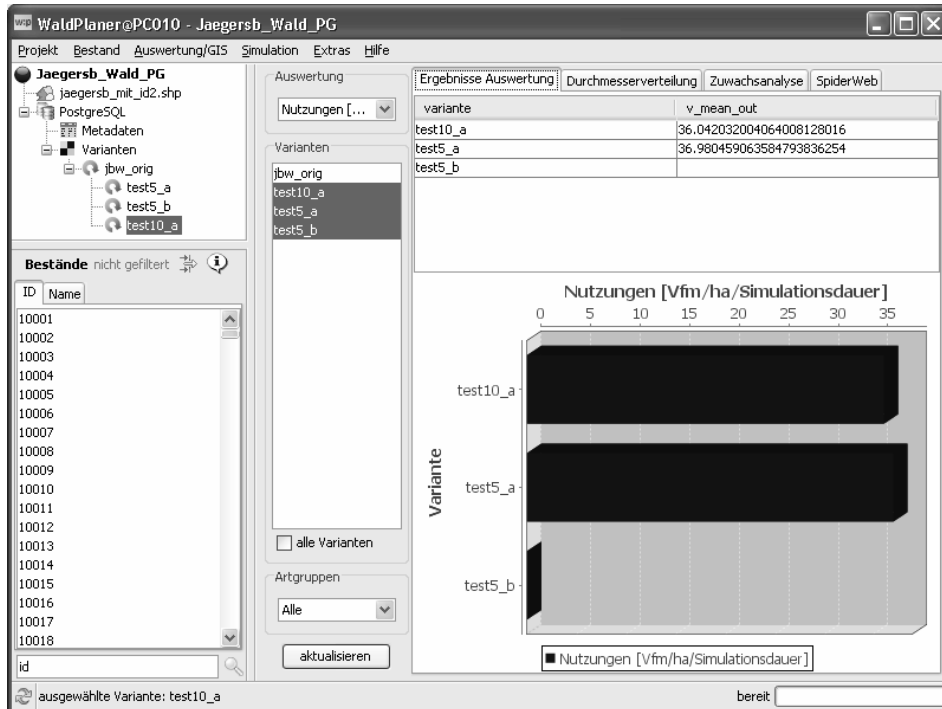 w:p WaldPlaner@PC010 - Jaegersb_Wald_PG
Projekt Bestand Auswertung/GIS Simulation Extras Hilfe
Jaegersb_Wald_PG
jaegersb_mit_id2.shp
PostgreSQL
Metadaten
Varianten
jbw_orig
test5_a
test5_b
test10_a
Bestände nicht gefiltert
ID Name
10001
10002
10003
10004
10005
10006
10007
10008
10009
10010
10011
10012
10013
10014
10015
10016
10017
10018
id
Auswertung
Nutzungen [...
Varianten
jbw_orig
test10_a
test5_a
test5_b
alle Varianten
Artgruppen
Alle
aktualisieren
Ergebnisse Auswertung Durchmesserverteilung Zuwachsanalyse SpiderWeb
variante v_mean_out
test10_a 36.042032004064008128016
test5_a 36.980459063584793836254
test5_b
Nutzungen [Vfm/ha/Simulationsdauer]
0 5 10 15 20 25 30 35
Variante
test10_a
test5_a
test5_b
Nutzungen [Vfm/ha/Simulationsdauer]
ausgewählte Variante: test10_a
bereit